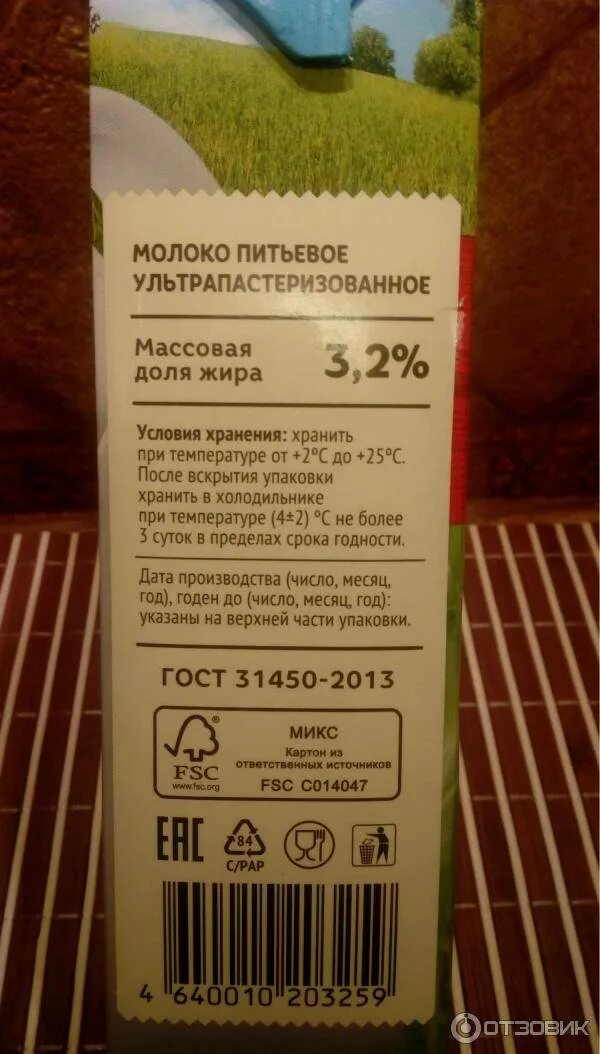 МОЛОКО ПИТЬЕВОЕ
УЛЬТРАПАСТЕРИЗОВАННОЕ
Массовая
доля жира
3,2%
Условия хранения: хранить
при температуре от +2°С до +25°С.
После вскрытия упаковки
хранить в холодильнике
при температуре (4±2) °С не более
3 суток в пределах срока годности.
Дата производства (число, месяц,
год), годен до (число, месяц, год):
указаны на верхней части упаковки.
ГОСТ 31450-2013
®
FSC
www.fsc.org
МИКС
Картон из
ответственных источников
FSC C014047
EAC
84
C/PAP
4 640010 203259
ОТЗОВИК